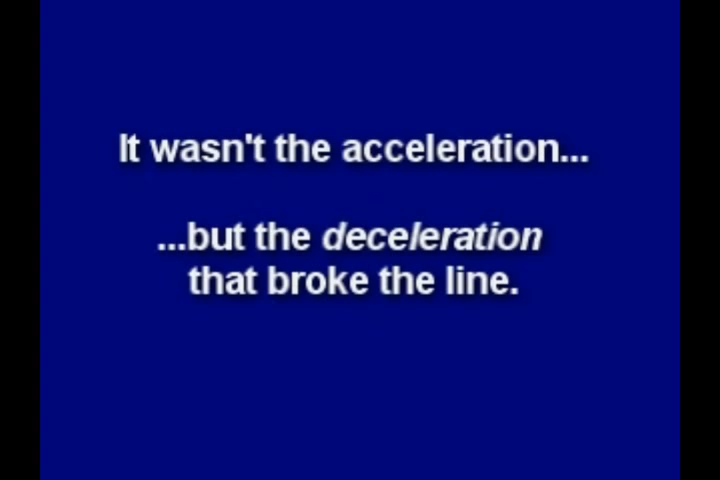 It wasn't the acceleration...
...but the deceleration
that broke the line.